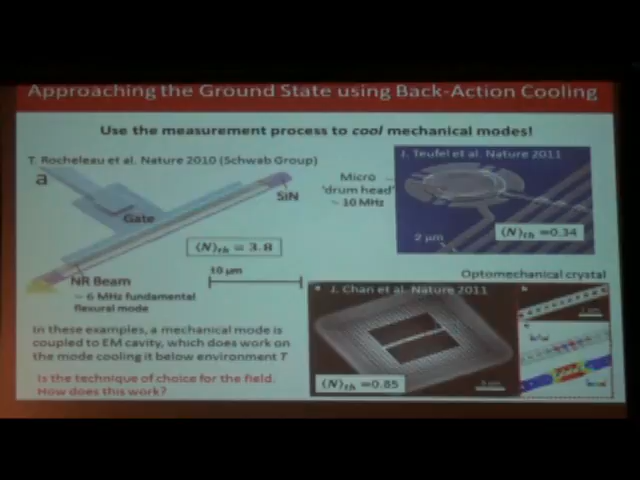 Approaching the Ground State using Back-Action Cooling
Use the measurement process to cool mechanical modes!
T. Rocheleau et al. Nature 2010 (Schwab Group)
a
SiN
Gate
⟨N⟩th = 3.8
10 µm
NR Beam
~ 6 MHz fundamental
flexural mode
Micro
'drum head'
~ 10 MHz
J. Teufel et al. Nature 2011
2 µm
⟨N⟩th =0.34
Optomechanical crystal
a
J. Chan et al. Nature 2011
b
c
⟨N⟩th =0.85
In these examples, a mechanical mode is
coupled to EM cavity, which does work on
the mode cooling it below environment T
Is the technique of choice for the field.
How does this work?